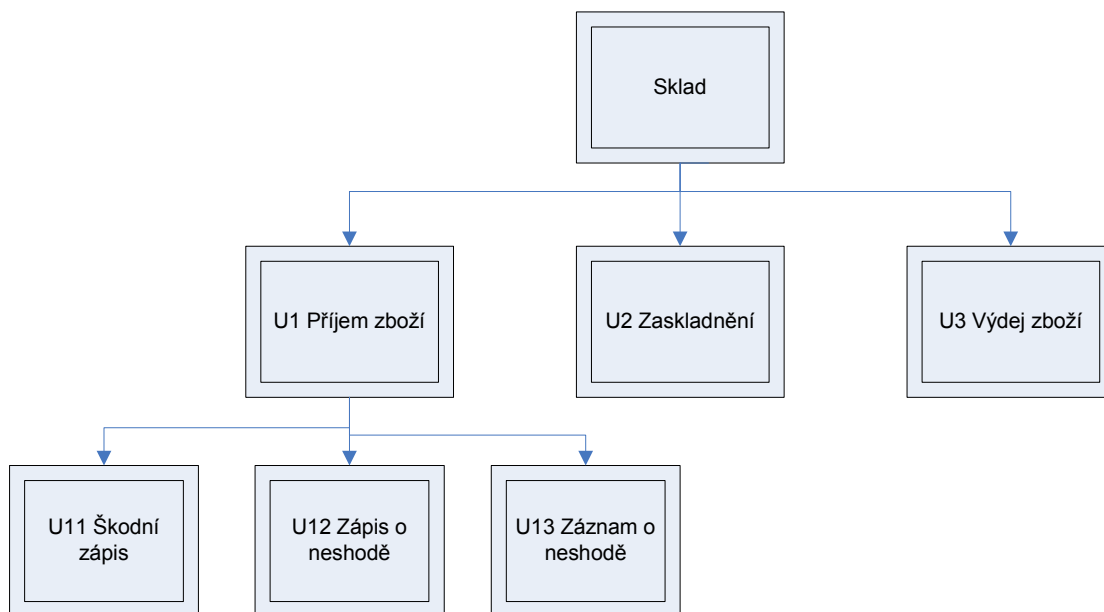 Sklad
U1 Příjem zboží
U2 Zaskladnění
U3 Výdej zboží
U11 Škodní
zápis
U12 Zápis o
neshodě
U13 Záznam o
neshodě